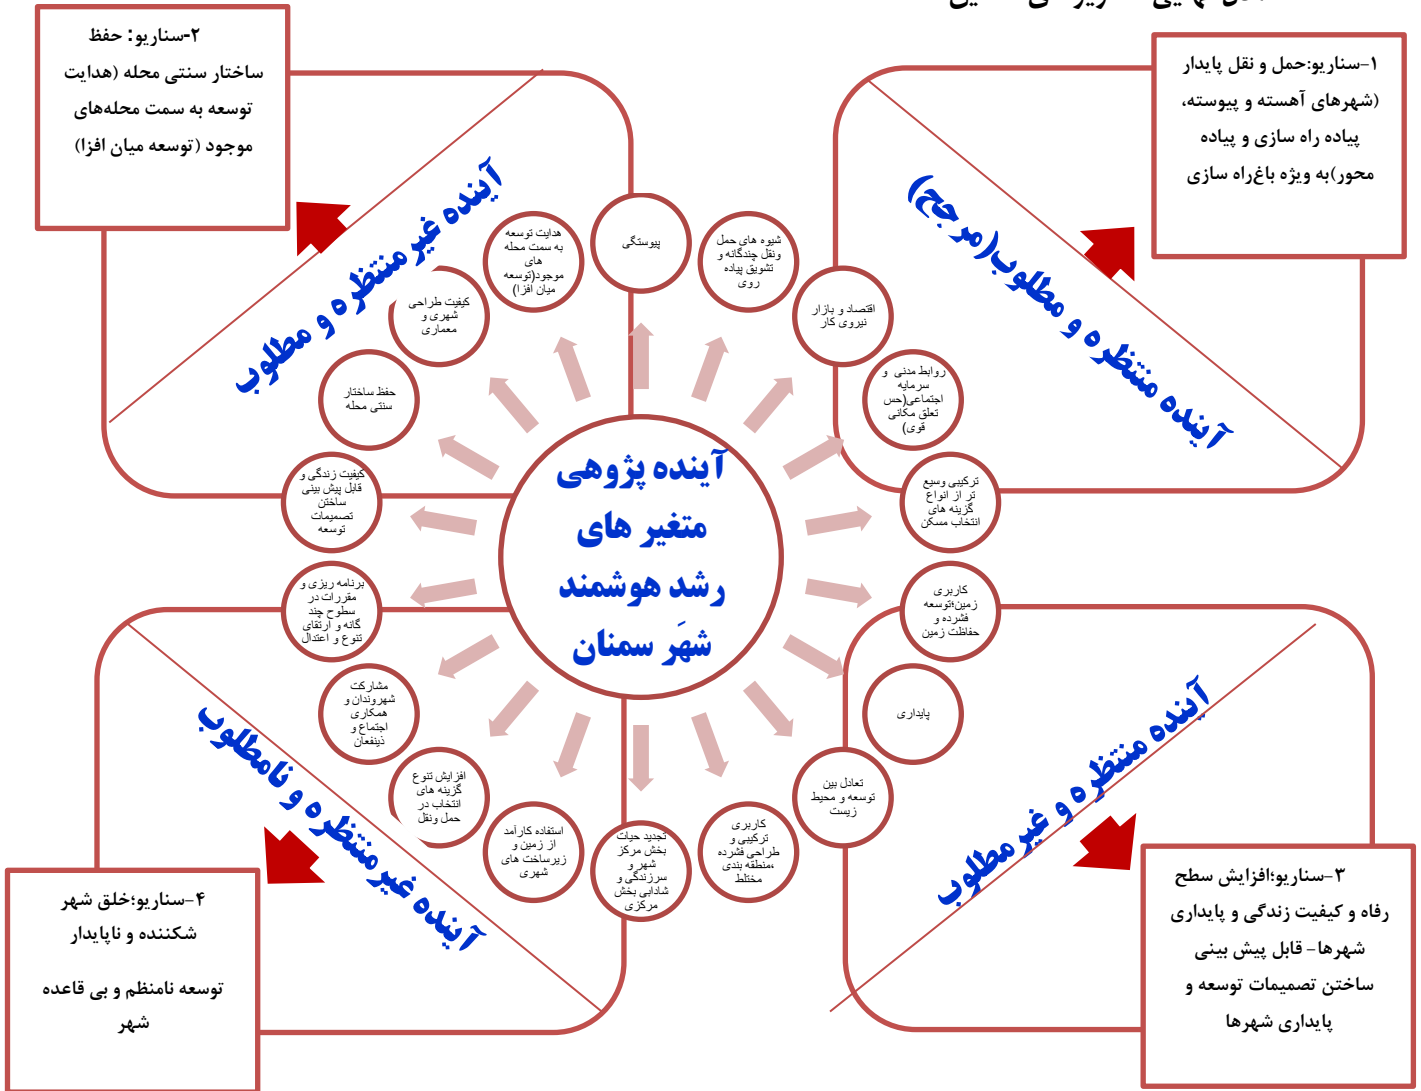 ۱-سناریو:حمل و نقل پایدار
(شهرهای آهسته و پیوسته،
پیاده راه سازی و پیاده
محور)به ویژه باغ‌راه سازی
آینده منتظره و مطلوب(مرجح)
۲-سناریو: حفظ
ساختار سنتی محله (هدایت
توسعه به سمت محله‌های
موجود (توسعه میان افزا)
آینده غیرمنتظره و مطلوب
پیوستگی
شیوه های حمل
ونقل چندگانه و
تشویق پیاده
روی
اقتصاد و بازار
نیروی کار
روابط مدنی و
سرمایه
اجتماعی(حس
تعلق مکانی
قوی)
ترکیبی وسیع
تر از انواع
گزینه های
انتخاب مسکن
کاربری
زمین؛توسعه
فشرده و
حفاظت زمین
پایداری
تعادل بین
توسعه و محیط
زیست
کاربری
ترکیبی و
طراحی فشرده
،منطقه بندی
مختلط
تجدید حیات
بخش مرکز
شهر و
سرزندگی و
شادابی بخش
مرکزی
استفاده کارآمد
از زمین و
زیرساخت های
شهری
افزایش تنوع
گزینه های
انتخاب در
حمل ونقل
مشارکت
شهروندان و
همکاری
اجتماع و
ذینفعان
برنامه ریزی و
مقررات در
سطوح چند
گانه و ارتقای
تنوع و اعتدال
کیفیت زندگی و
قابل پیش بینی
ساختن
تصمیمات
توسعه
حفظ ساختار
سنتی محله
کیفیت طراحی
شهری و
معماری
هدایت توسعه
به سمت محله
های
موجود(توسعه
میان افزا)
آینده پژوهی
متغیر های
رشد هوشمند
شهَر سمنان
آینده منتظره و غیرمطلوب
۳-سناریو؛افزایش سطح
رفاه و کیفیت زندگی و پایداری
شهرها- قابل پیش بینی
ساختن تصمیمات توسعه و
پایداری شهرها
آینده غیرمنتظره و نامطلوب
۴-سناریو؛خلق شهر
شکننده و ناپایدار
توسعه نامنظم و بی قاعده
شهر